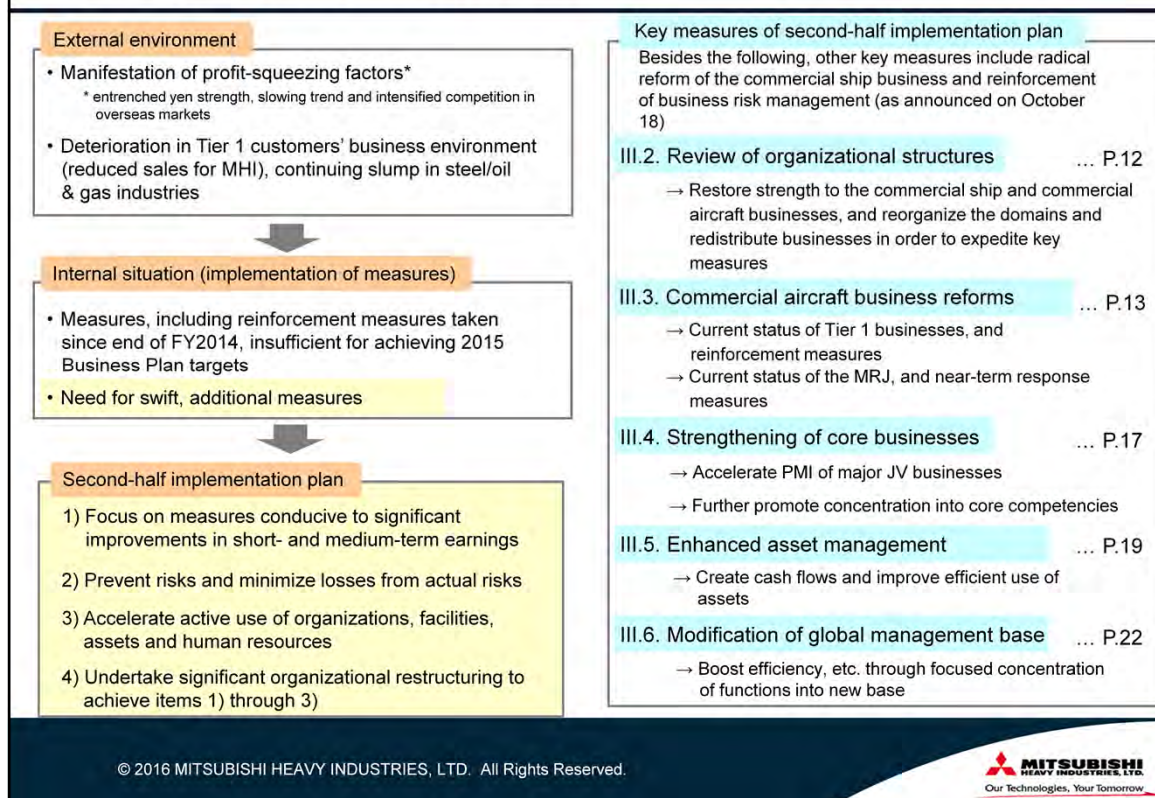 External environment
• Manifestation of profit-squeezing factors*
* entrenched yen strength, slowing trend and intensified competition in
overseas markets
• Deterioration in Tier 1 customers' business environment
(reduced sales for MHI), continuing slump in steel/oil
& gas industries
Internal situation (implementation of measures)
• Measures, including reinforcement measures taken
since end of FY2014, insufficient for achieving 2015
Business Plan targets
• Need for swift, additional measures
Second-half implementation plan
1) Focus on measures conducive to significant
improvements in short- and medium-term earnings
2) Prevent risks and minimize losses from actual risks
3) Accelerate active use of organizations, facilities,
assets and human resources
4) Undertake significant organizational restructuring to
achieve items 1) through 3)
Key measures of second-half implementation plan
Besides the following, other key measures include radical
reform of the commercial ship business and reinforcement
of business risk management (as announced on October
18)
III.2. Review of organizational structures … P.12
→ Restore strength to the commercial ship and commercial
aircraft businesses, and reorganize the domains and
redistribute businesses in order to expedite key
measures
III.3. Commercial aircraft business reforms … P.13
→ Current status of Tier 1 businesses, and
reinforcement measures
→ Current status of the MRJ, and near-term response
measures
III.4. Strengthening of core businesses … P.17
→ Accelerate PMI of major JV businesses
→ Further promote concentration into core competencies
III.5. Enhanced asset management … P.19
→ Create cash flows and improve efficient use of
assets
III.6. Modification of global management base … P.22
→ Boost efficiency, etc. through focused concentration
of functions into new base
© 2016 MITSUBISHI HEAVY INDUSTRIES, LTD. All Rights Reserved.
MITSUBISHI
HEAVY INDUSTRIES, LTD.
Our Technologies, Your Tomorrow